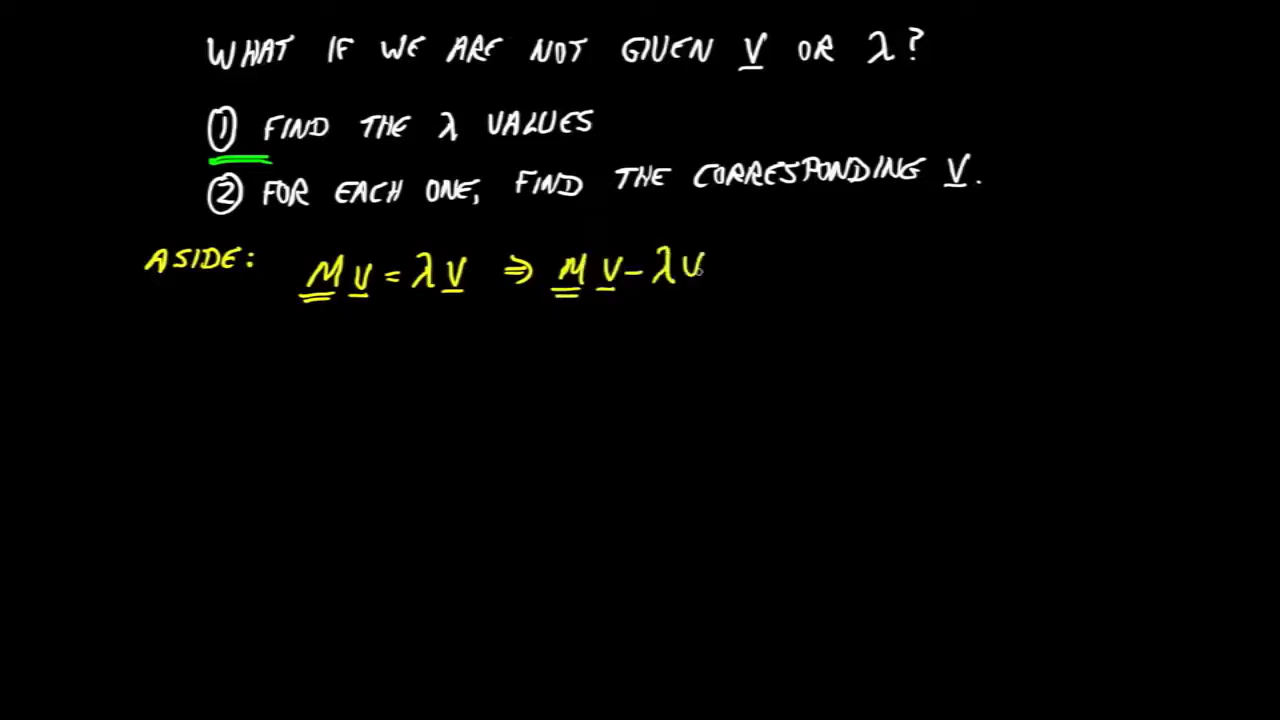 WHAT IF WE ARE NOT GIVEN V OR λ?
① FIND THE λ VALUES
② FOR EACH ONE, FIND THE CORRESPONDING V.
ASIDE: M V = λ V ⇒ M V - λ V